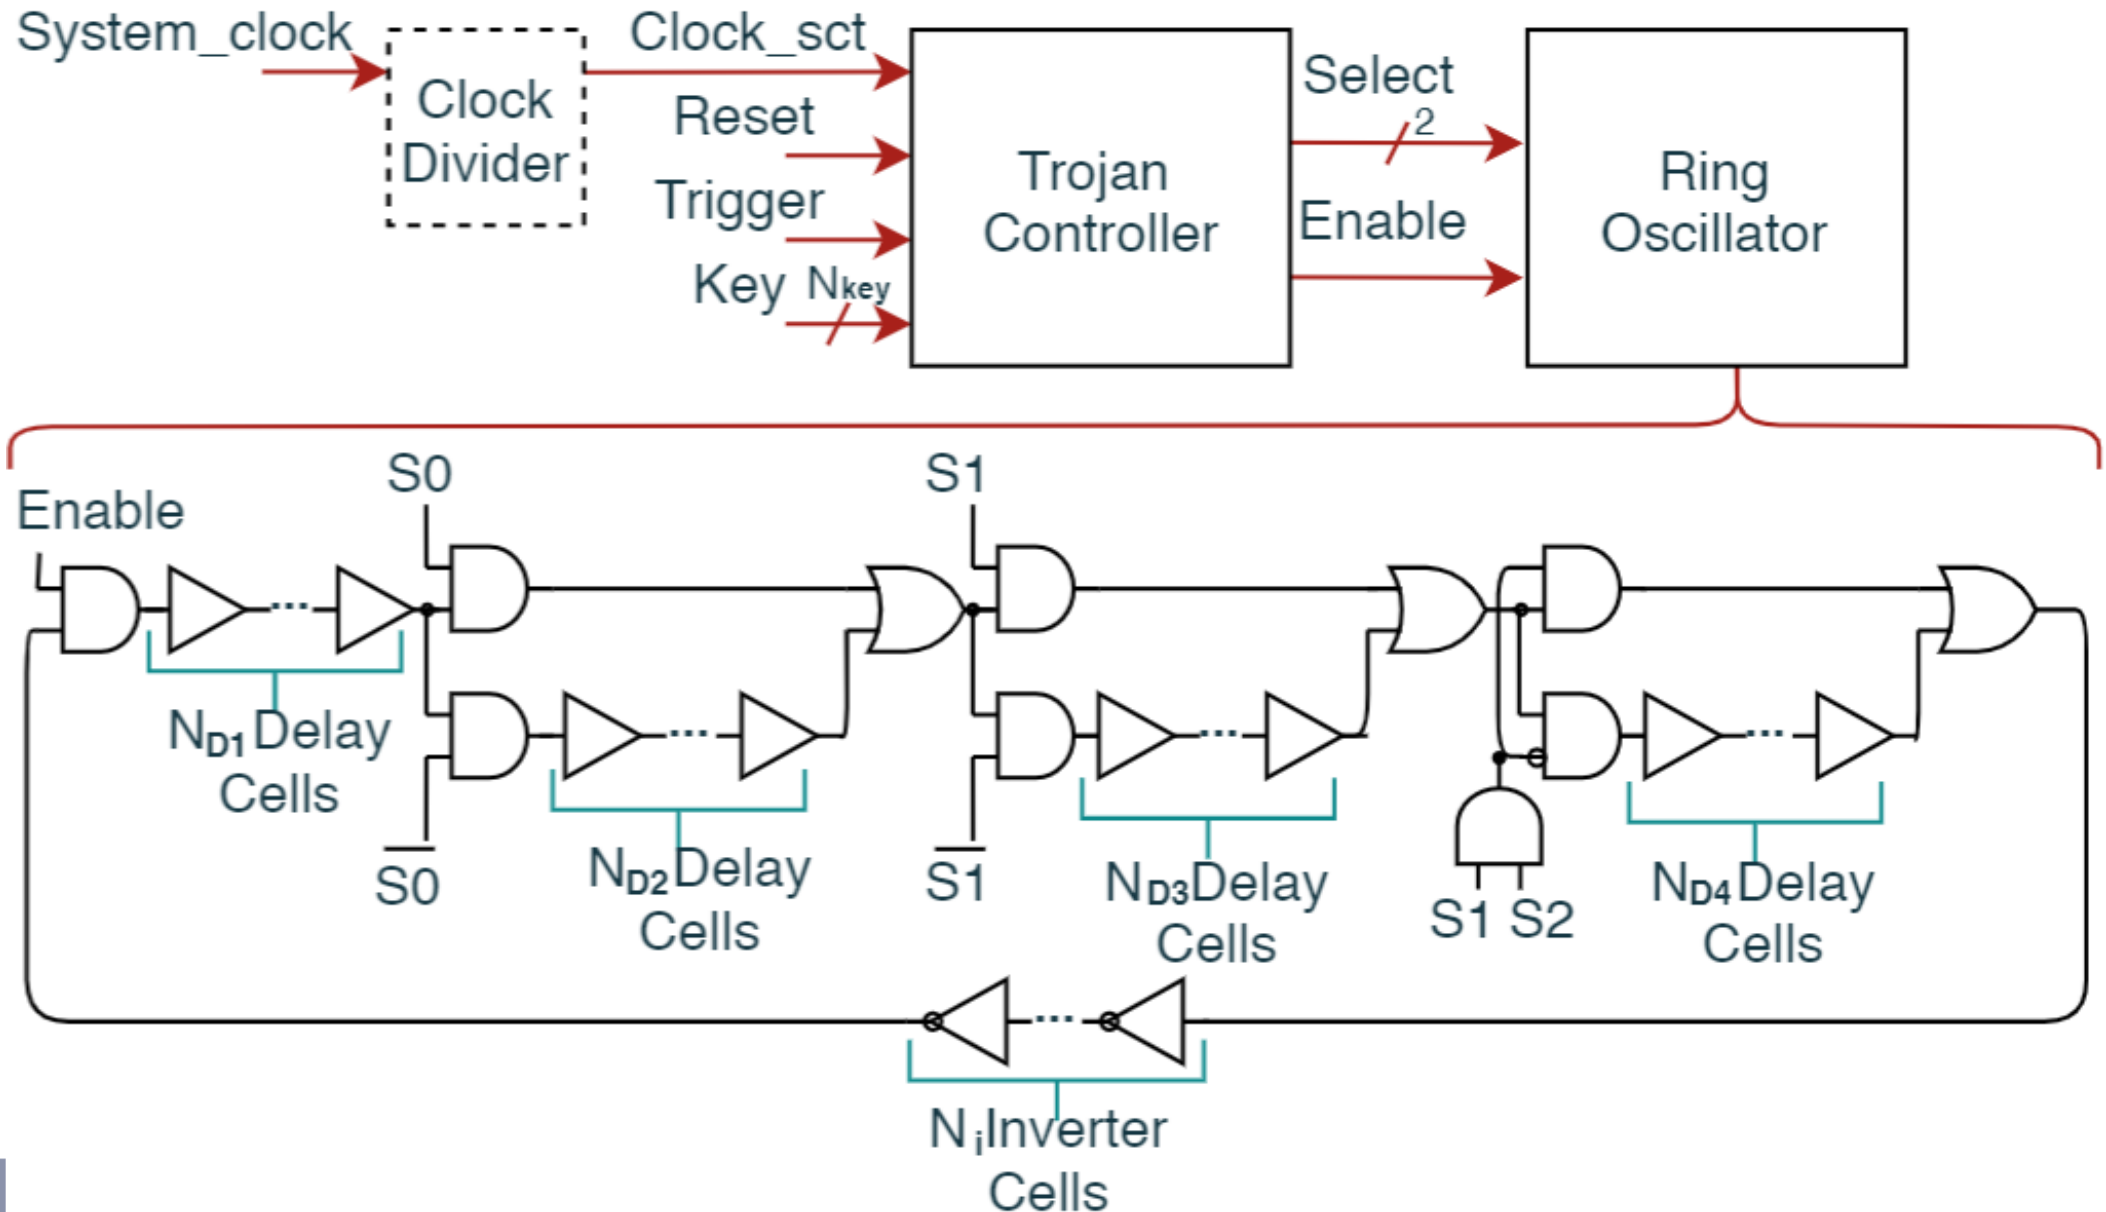 System_clock
Clock
Divider
Clock_sct
Reset
Trigger
Key
Nkey
Trojan
Controller
Select
2
Enable
Ring
Oscillator
Enable
S0
S1
ND1 Delay
Cells
S0
ND2 Delay
Cells
S1
ND3 Delay
Cells
S1 S2
ND4 Delay
Cells
Ni Inverter
Cells